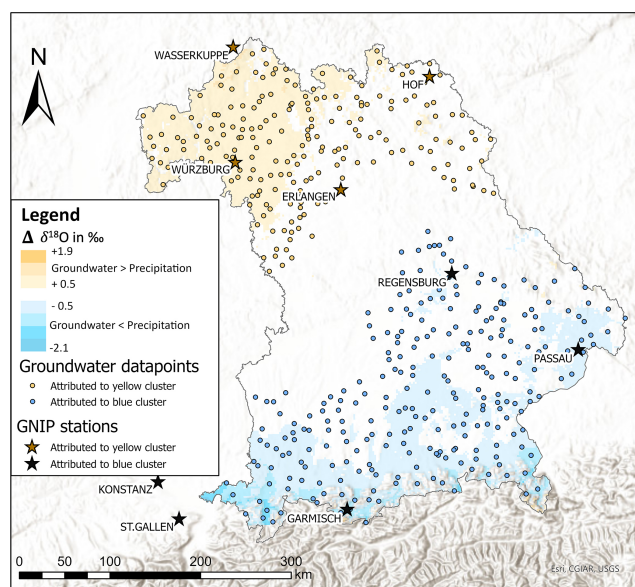 WASSERKUPPE
N
HOF
WÜRZBURG
ERLANGEN
Legend
Δ δ¹⁸O in ‰
+1.9
Groundwater > Precipitation
+ 0.5
- 0.5
Groundwater < Precipitation
-2.1
REGENSBURG
PASSAU
Groundwater datapoints
Attributed to yellow cluster
Attributed to blue cluster
GNIP stations
Attributed to yellow cluster
Attributed to blue cluster
KONSTANZ
ST.GALLEN
GARMISCH
0 50 100 200 300
km
Esri, CGIAR, USGS